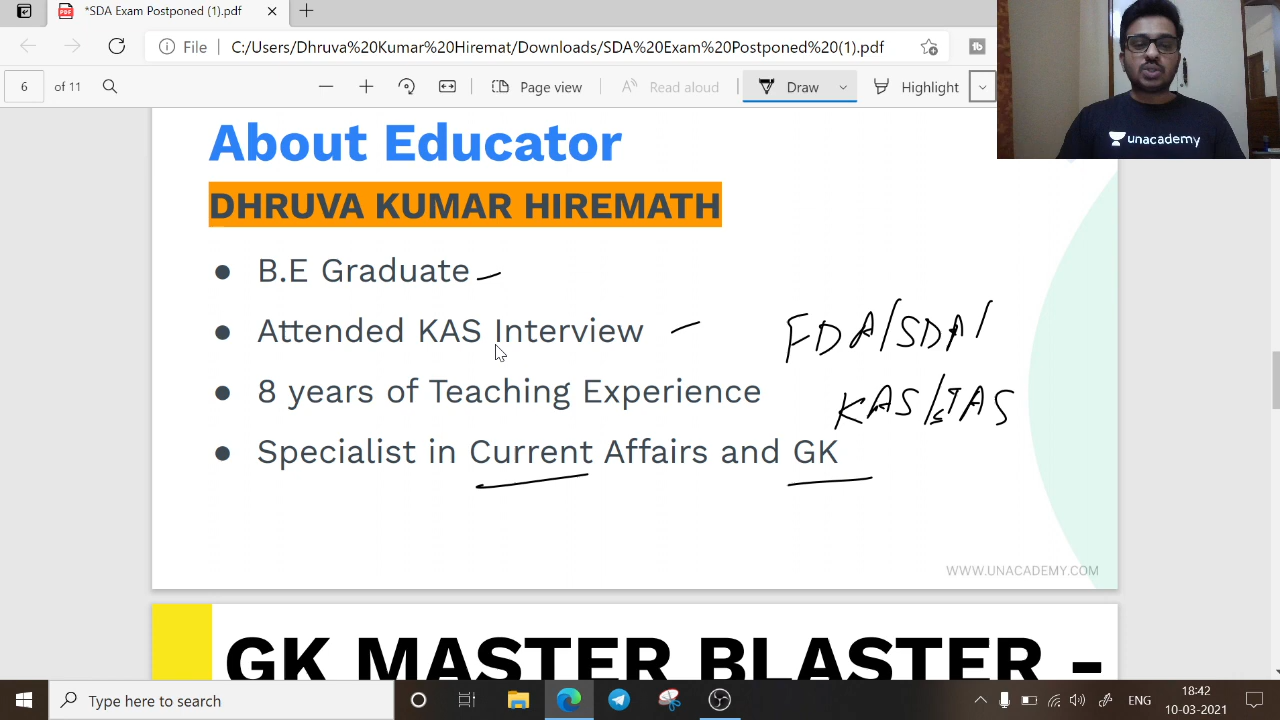 *SDA Exam Postponed (1).pdf
File C:/Users/Dhruva%20Kumar%20Hiremat/Downloads/SDA%20Exam%20Postponed%20(1).pdf
6 of 11 Page view Read aloud Draw Highlight
unacademy
About Educator
DHRUVA KUMAR HIREMATH
● B.E Graduate
● Attended KAS Interview
FDA/SDA/
● 8 years of Teaching Experience
KAS/IAS
● Specialist in Current Affairs and GK
WWW.UNACADEMY.COM
GK MASTER BLASTER -
Type here to search
ENG
18:42
10-03-2021